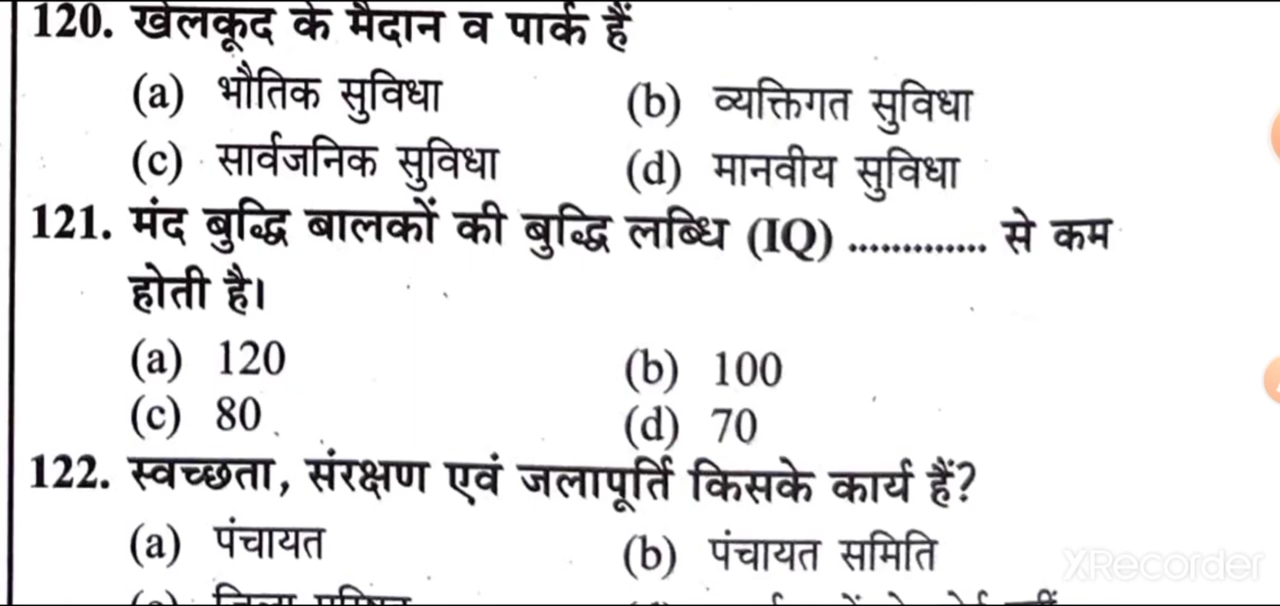 120. खेलकूद के मैदान व पार्क हैं
(a) भौतिक सुविधा (b) व्यक्तिगत सुविधा
(c) सार्वजनिक सुविधा (d) मानवीय सुविधा
121. मंद बुद्धि बालकों की बुद्धि लब्धि (IQ) ............. से कम
होती है।
(a) 120 (b) 100
(c) 80 (d) 70
122. स्वच्छता, संरक्षण एवं जलापूर्ति किसके कार्य हैं?
(a) पंचायत (b) पंचायत समिति
XRecorder